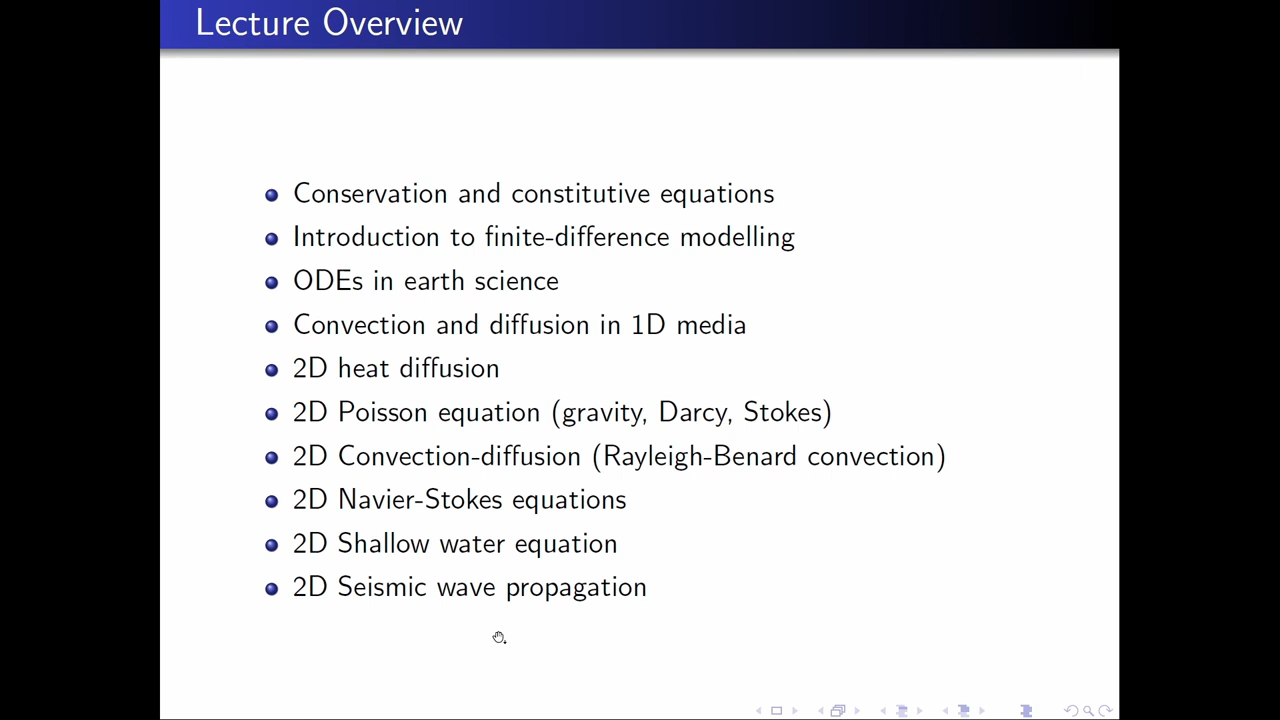 Lecture Overview
Conservation and constitutive equations
Introduction to finite-difference modelling
ODEs in earth science
Convection and diffusion in 1D media
2D heat diffusion
2D Poisson equation (gravity, Darcy, Stokes)
2D Convection-diffusion (Rayleigh-Benard convection)
2D Navier-Stokes equations
2D Shallow water equation
2D Seismic wave propagation